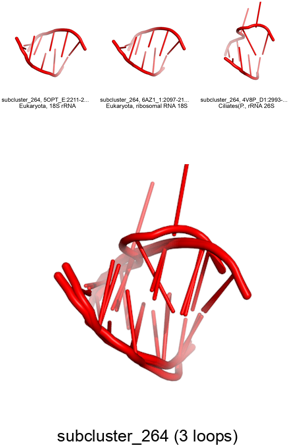 subcluster_264, 5OPT_E:2211-2...
Eukaryota, 18S rRNA
subcluster_264, 6AZ1_1:2097-21...
Eukaryota, ribosomal RNA 18S
subcluster_264, 4V8P_D1:2993-...
Ciliates(P., rRNA 26S
subcluster_264 (3 loops)